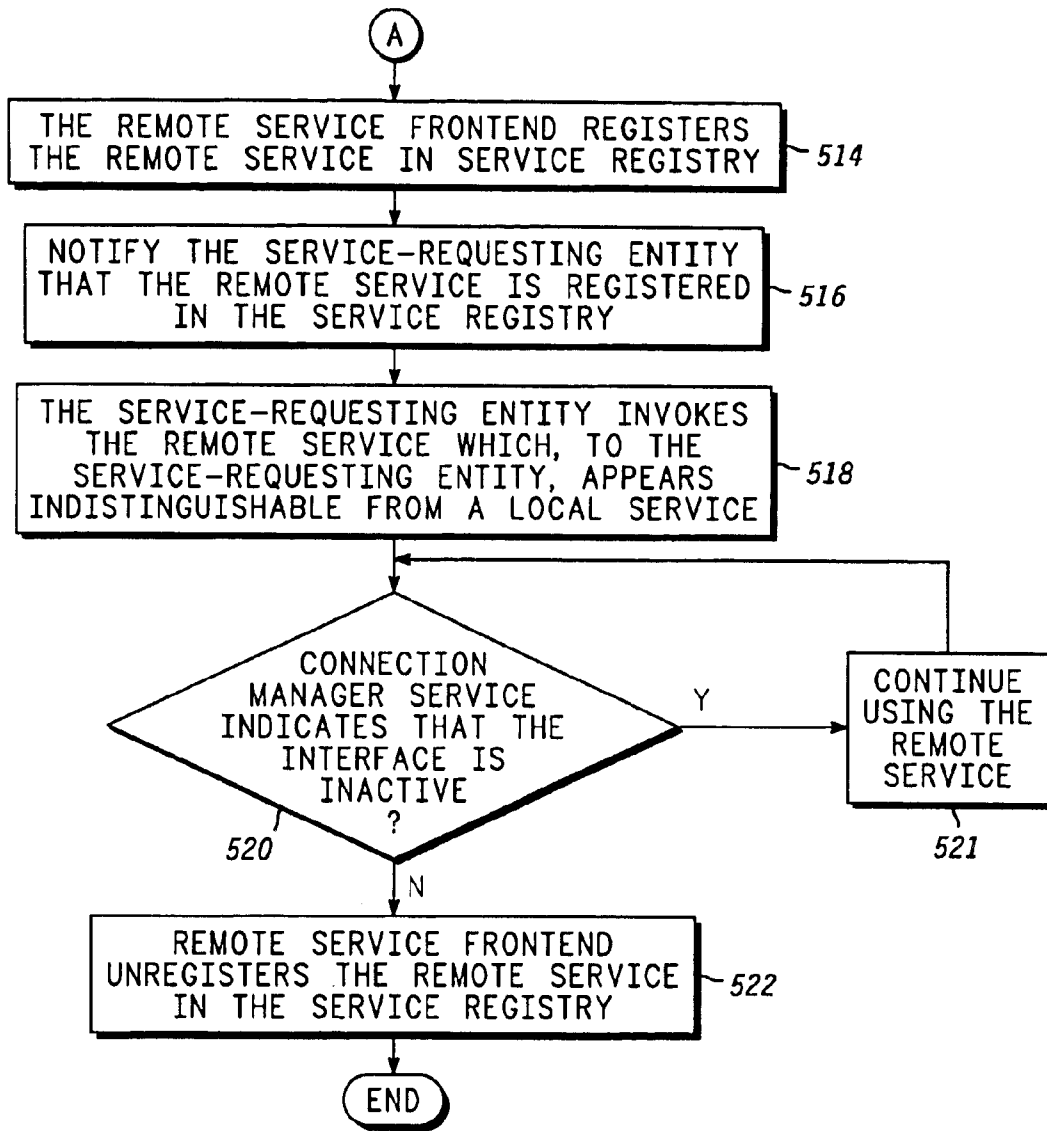 A
THE REMOTE SERVICE FRONTEND REGISTERS
THE REMOTE SERVICE IN SERVICE REGISTRY
514
NOTIFY THE SERVICE-REQUESTING ENTITY
THAT THE REMOTE SERVICE IS REGISTERED
IN THE SERVICE REGISTRY
516
THE SERVICE-REQUESTING ENTITY INVOKES
THE REMOTE SERVICE WHICH, TO THE
SERVICE-REQUESTING ENTITY, APPEARS
INDISTINGUISHABLE FROM A LOCAL SERVICE
518
CONNECTION
MANAGER SERVICE
INDICATES THAT THE
INTERFACE IS
INACTIVE
?
520
Y
CONTINUE
USING THE
REMOTE
SERVICE
521
N
REMOTE SERVICE FRONTEND
UNREGISTERS THE REMOTE SERVICE
IN THE SERVICE REGISTRY
522
END